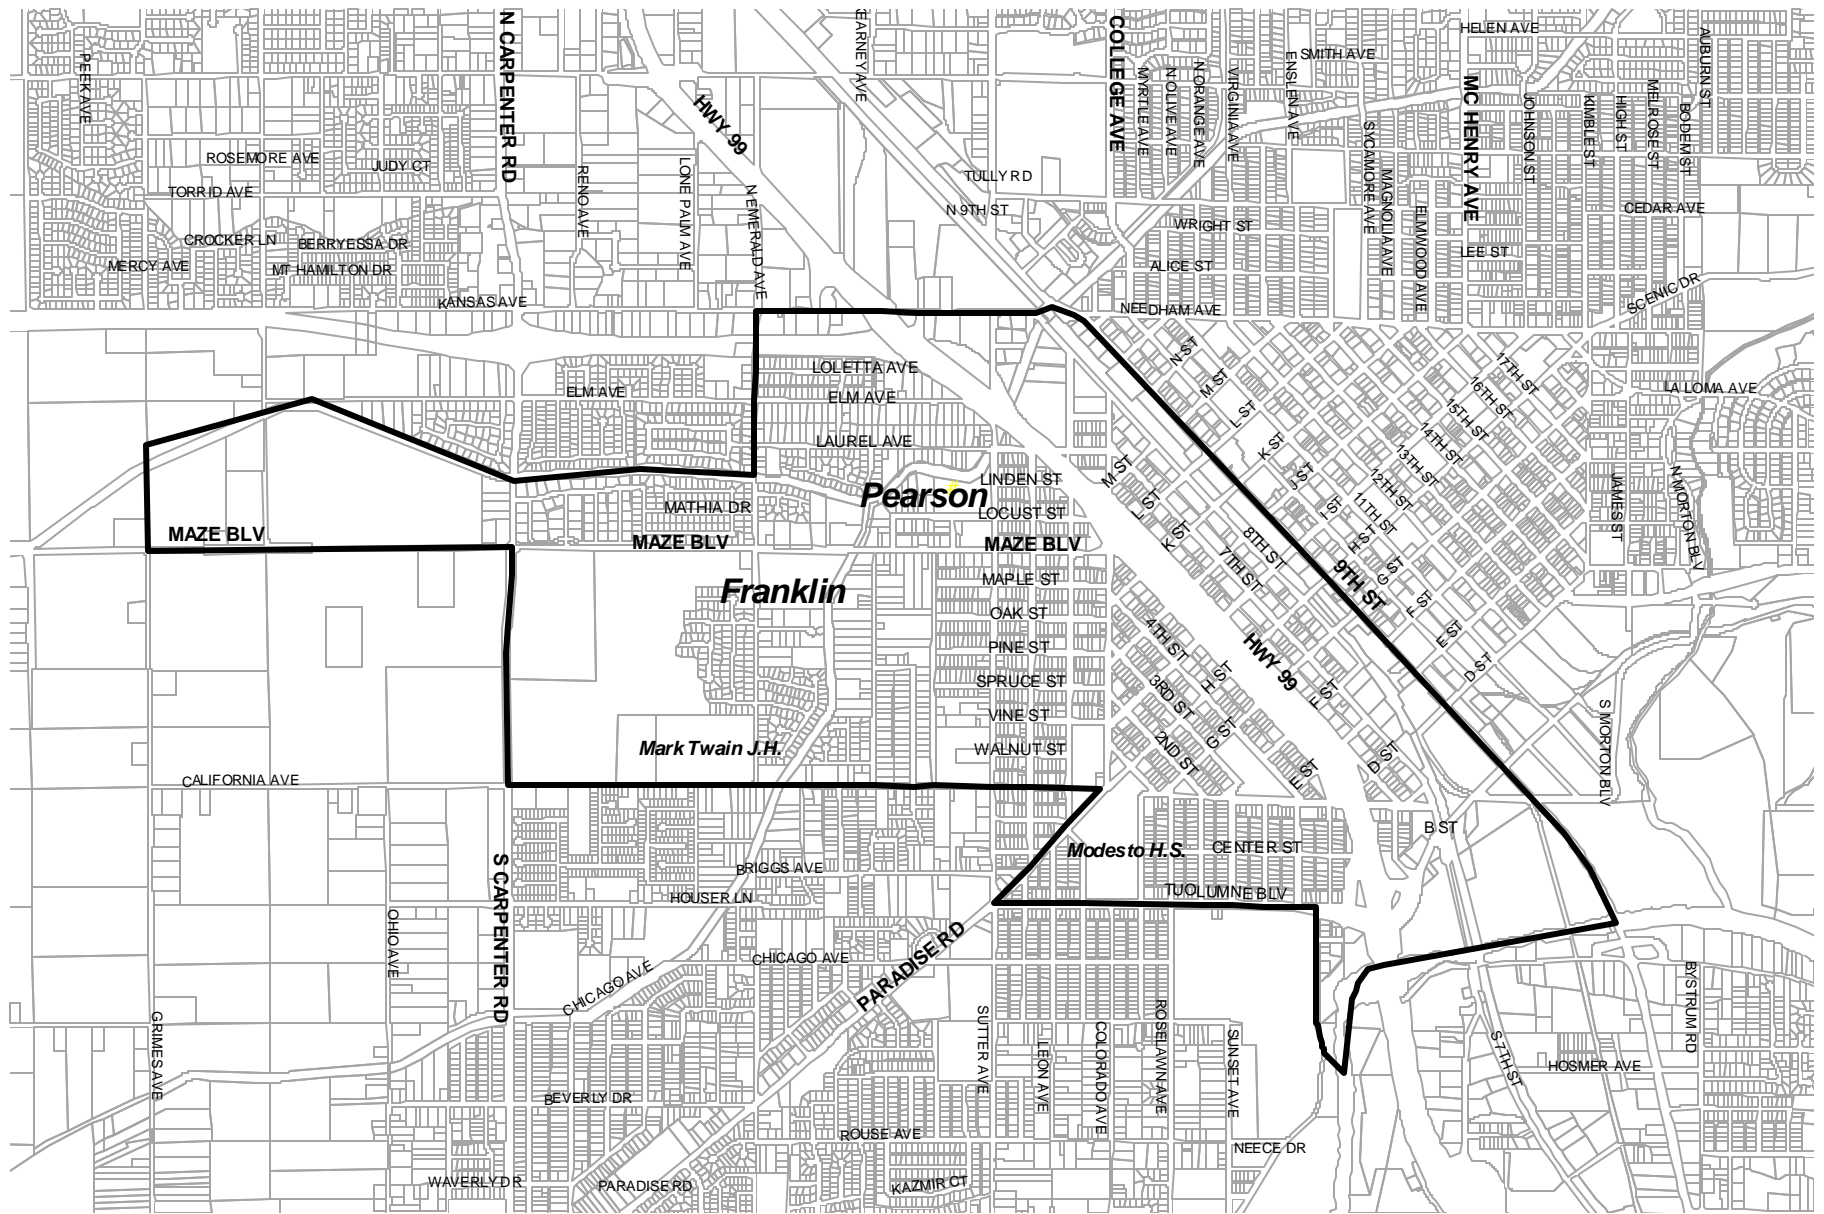 HELEN AVE
SMITH AVE
PEEK AVE
N CARPENTER RD
HWY 99
KEARNEY AVE
COLLEGE AVE
MYRTLE AVE
N OLIVE AVE
N ORANGE AVE
VIRGINIA AVE
ENSLEN AVE
SYCAMORE AVE
MAGNOLIA AVE
ELMWOOD AVE
MC HENRY AVE
JOHNSON ST
KIMBLE ST
HIGH ST
MELROSE ST
BODEM ST
AUBURN ST
ROSEMORE AVE
JUDY CT
TORRID AVE
RENO AVE
LONE PALM AVE
N EMERALD AVE
TULLY RD
N 9TH ST
WRIGHT ST
CEDAR AVE
CROCKER LN
BERRYESSA DR
MERCY AVE
MT HAMILTON DR
ALICE ST
LEE ST
KANSAS AVE
NEEDHAM AVE
SCENIC DR
LOLETTA AVE
ELM AVE
ELM AVE
LAUREL AVE
N ST
M ST
L ST
K ST
J ST
I ST
H ST
G ST
F ST
E ST
D ST
17TH ST
16TH ST
15TH ST
14TH ST
13TH ST
12TH ST
11TH ST
LA LOMA AVE
JAMES ST
N MORTON BLV
Pearson
LINDEN ST
MATHIA DR
LOCUST ST
M ST
L ST
K ST
MAZE BLV
MAZE BLV
MAZE BLV
8TH ST
7TH ST
9TH ST
Franklin
MAPLE ST
OAK ST
PINE ST
SPRUCE ST
VINE ST
WALNUT ST
4TH ST
3RD ST
2ND ST
H ST
G ST
HWY 99
F ST
E ST
D ST
S MORTON BLV
Mark Twain J.H.
CALIFORNIA AVE
B ST
Modesto H.S.
CENTER ST
BRIGGS AVE
HOUSER LN
TUOLUMNE BLV
S CARPENTER RD
OHIO AVE
CHICAGO AVE
CHICAGO AVE
PARADISE RD
GRIMES AVE
SUTTER AVE
LEON AVE
COLORADO AVE
ROSELAWN AVE
SUNSET AVE
S 7TH ST
BYSTRUM RD
HOSMER AVE
BEVERLY DR
ROUSE AVE
NEECE DR
WAVERLY DR
PARADISE RD
KAZMIR CT